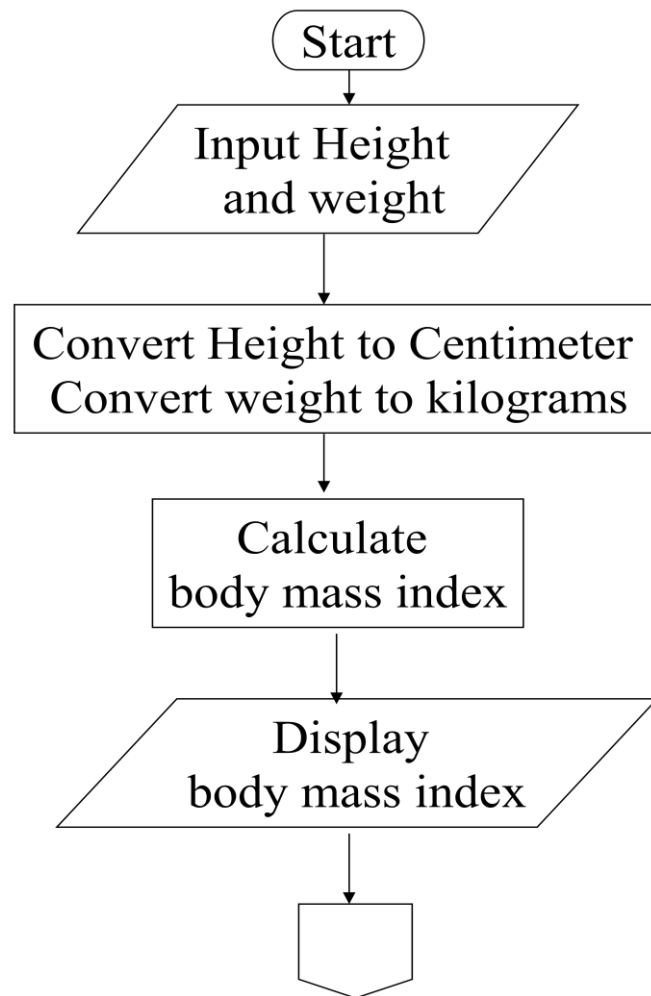 Start
Input Height
and weight
Convert Height to Centimeter
Convert weight to kilograms
Calculate
body mass index
Display
body mass index